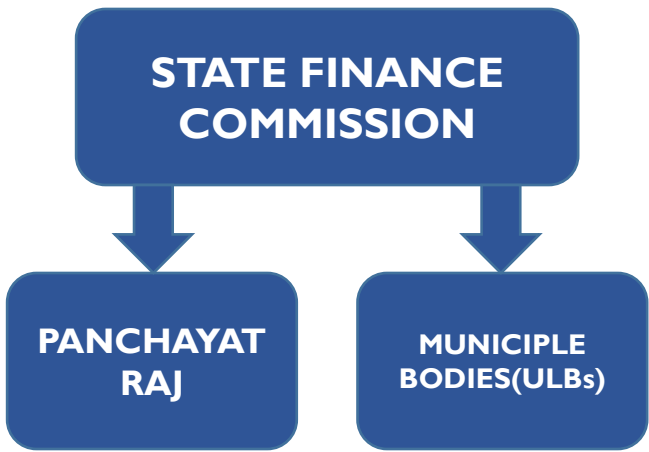 STATE FINANCE
COMMISSION
PANCHAYAT
RAJ
MUNICIPLE
BODIES(ULBs)